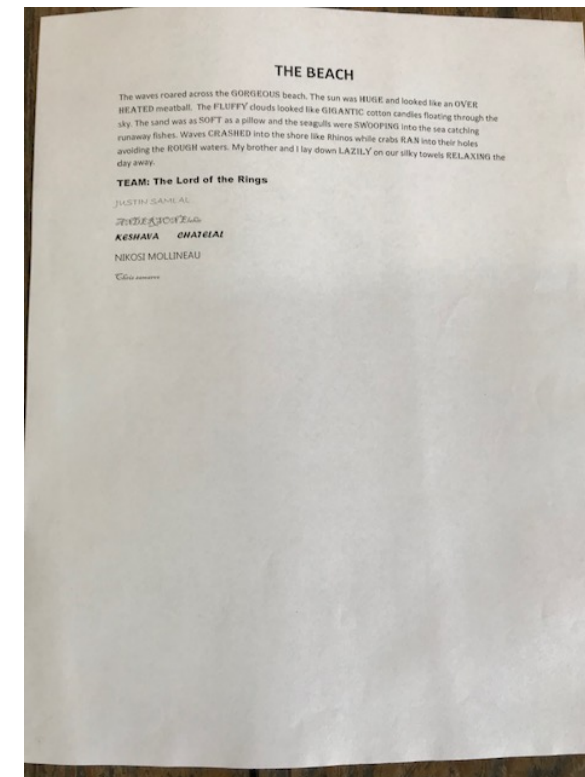 THE BEACH
The waves roared across the GORGEOUS beach. The sun was HUGE and looked like an OVER
HEATED meatball. The FLUFFY clouds looked like GIGANTIC cotton candies floating through the
sky. The sand was as SOFT as a pillow and the seagulls were SWOOPING into the sea catching
runaway fishes. Waves CRASHED into the shore like Rhinos while crabs RAN into their holes
avoiding the ROUGH waters. My brother and I lay down LAZILY on our silky towels RELAXING the
day away.
TEAM: The Lord of the Rings
JUSTIN SAMLAL
KESHAVA CHATELAL
NIKOSI MOLLINEAU
Chris